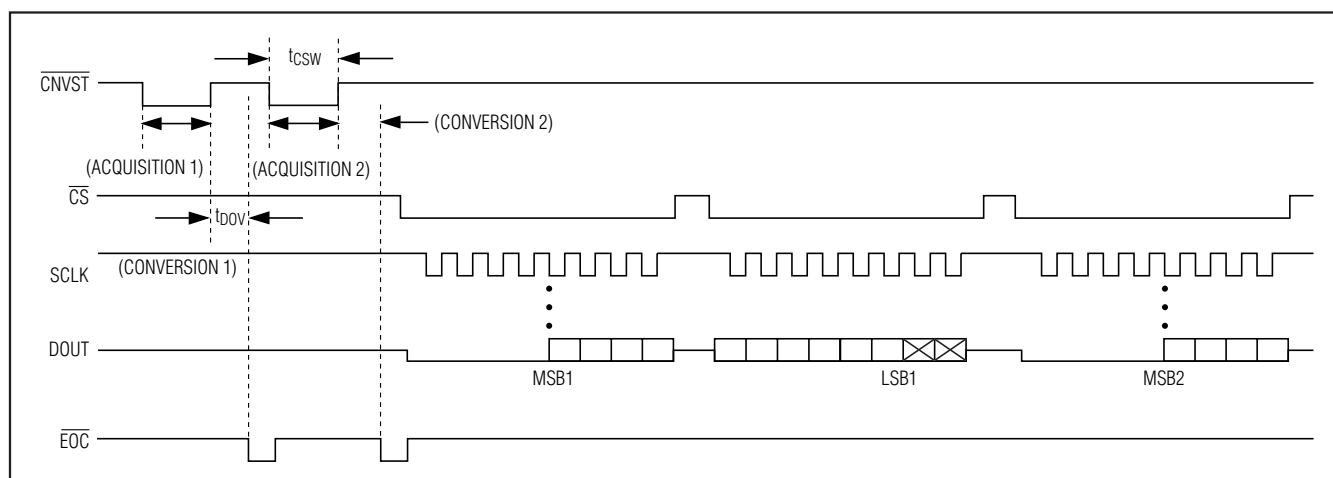 tCSW
CNVST
(CONVERSION 2)
(ACQUISITION 1) (ACQUISITION 2)
CS
tDOV
(CONVERSION 1)
SCLK
DOUT
MSB1 LSB1 MSB2
EOC